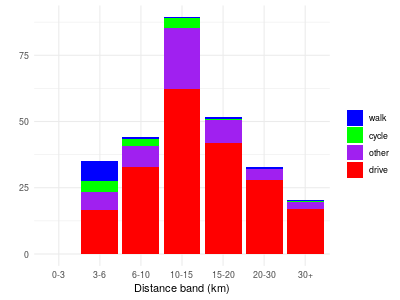 75
50
25
0
0-3 3-6 6-10 10-15 15-20 20-30 30+
Distance band (km)
walk
cycle
other
drive